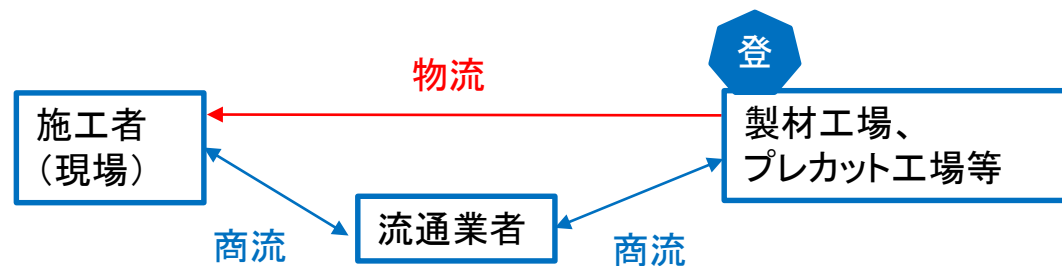 登
物流
施工者
（現場）
製材工場、
プレカット工場等
流通業者
商流
商流